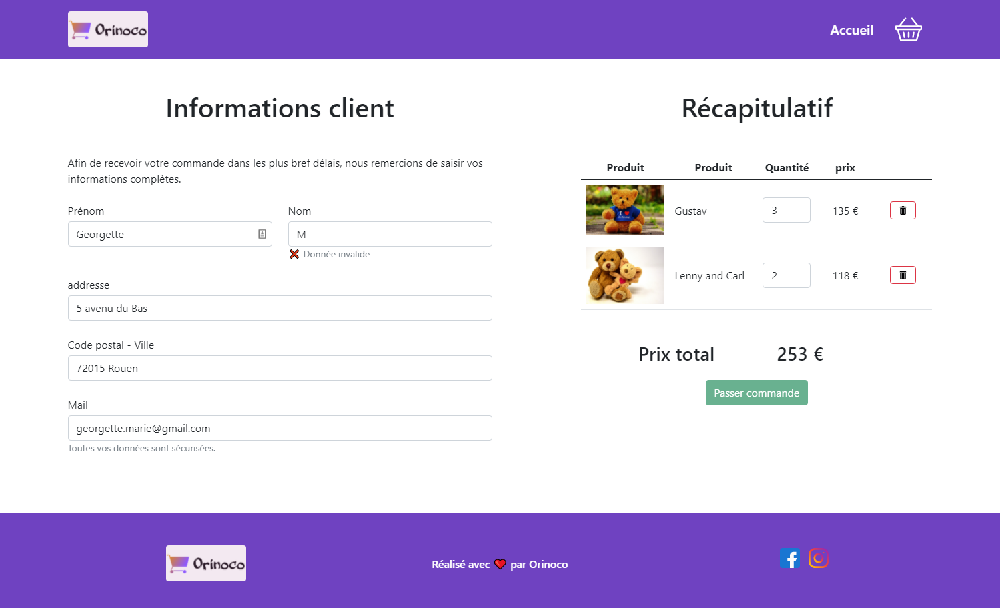 Orinoco
Accueil
Informations client
Afin de recevoir votre commande dans les plus bref délais, nous remercions de saisir vos
informations complètes.
Prénom
Nom
Georgette
M
❌ Donnée invalide
addresse
5 avenu du Bas
Code postal - Ville
72015 Rouen
Mail
georgette.marie@gmail.com
Toutes vos données sont sécurisées.
Récapitulatif
Produit Produit Quantité prix
Gustav 3 135 €
Lenny and Carl 2 118 €
Prix total 253 €
Passer commande
Orinoco
Réalisé avec ❤ par Orinoco